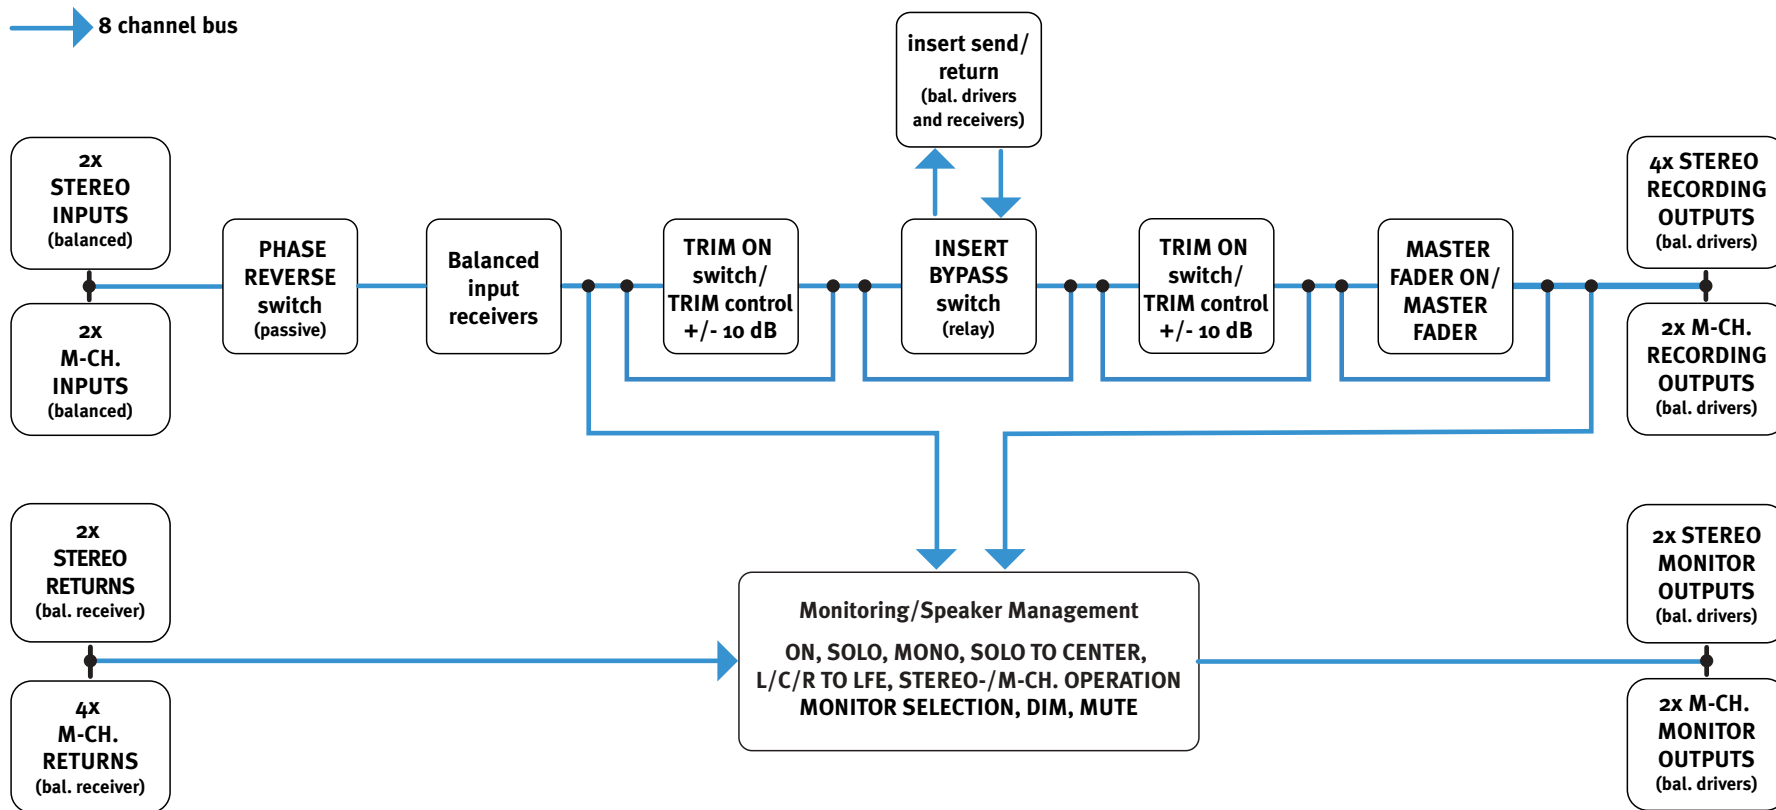 8 channel bus
insert send/
return
(bal. drivers
and receivers)
2x
STEREO
INPUTS
(balanced)
2x
M-CH.
INPUTS
(balanced)
PHASE
REVERSE
switch
(passive)
Balanced
input
receivers
TRIM ON
switch/
TRIM control
+/- 10 dB
INSERT
BYPASS
switch
(relay)
TRIM ON
switch/
TRIM control
+/- 10 dB
MASTER
FADER ON/
MASTER
FADER
4x STEREO
RECORDING
OUTPUTS
(bal. drivers)
2x M-CH.
RECORDING
OUTPUTS
(bal. drivers)
2x
STEREO
RETURNS
(bal. receiver)
4x
M-CH.
RETURNS
(bal. receiver)
Monitoring/Speaker Management
ON, SOLO, MONO, SOLO TO CENTER,
L/C/R TO LFE, STEREO-/M-CH. OPERATION
MONITOR SELECTION, DIM, MUTE
2x STEREO
MONITOR
OUTPUTS
(bal. drivers)
2x M-CH.
MONITOR
OUTPUTS
(bal. drivers)